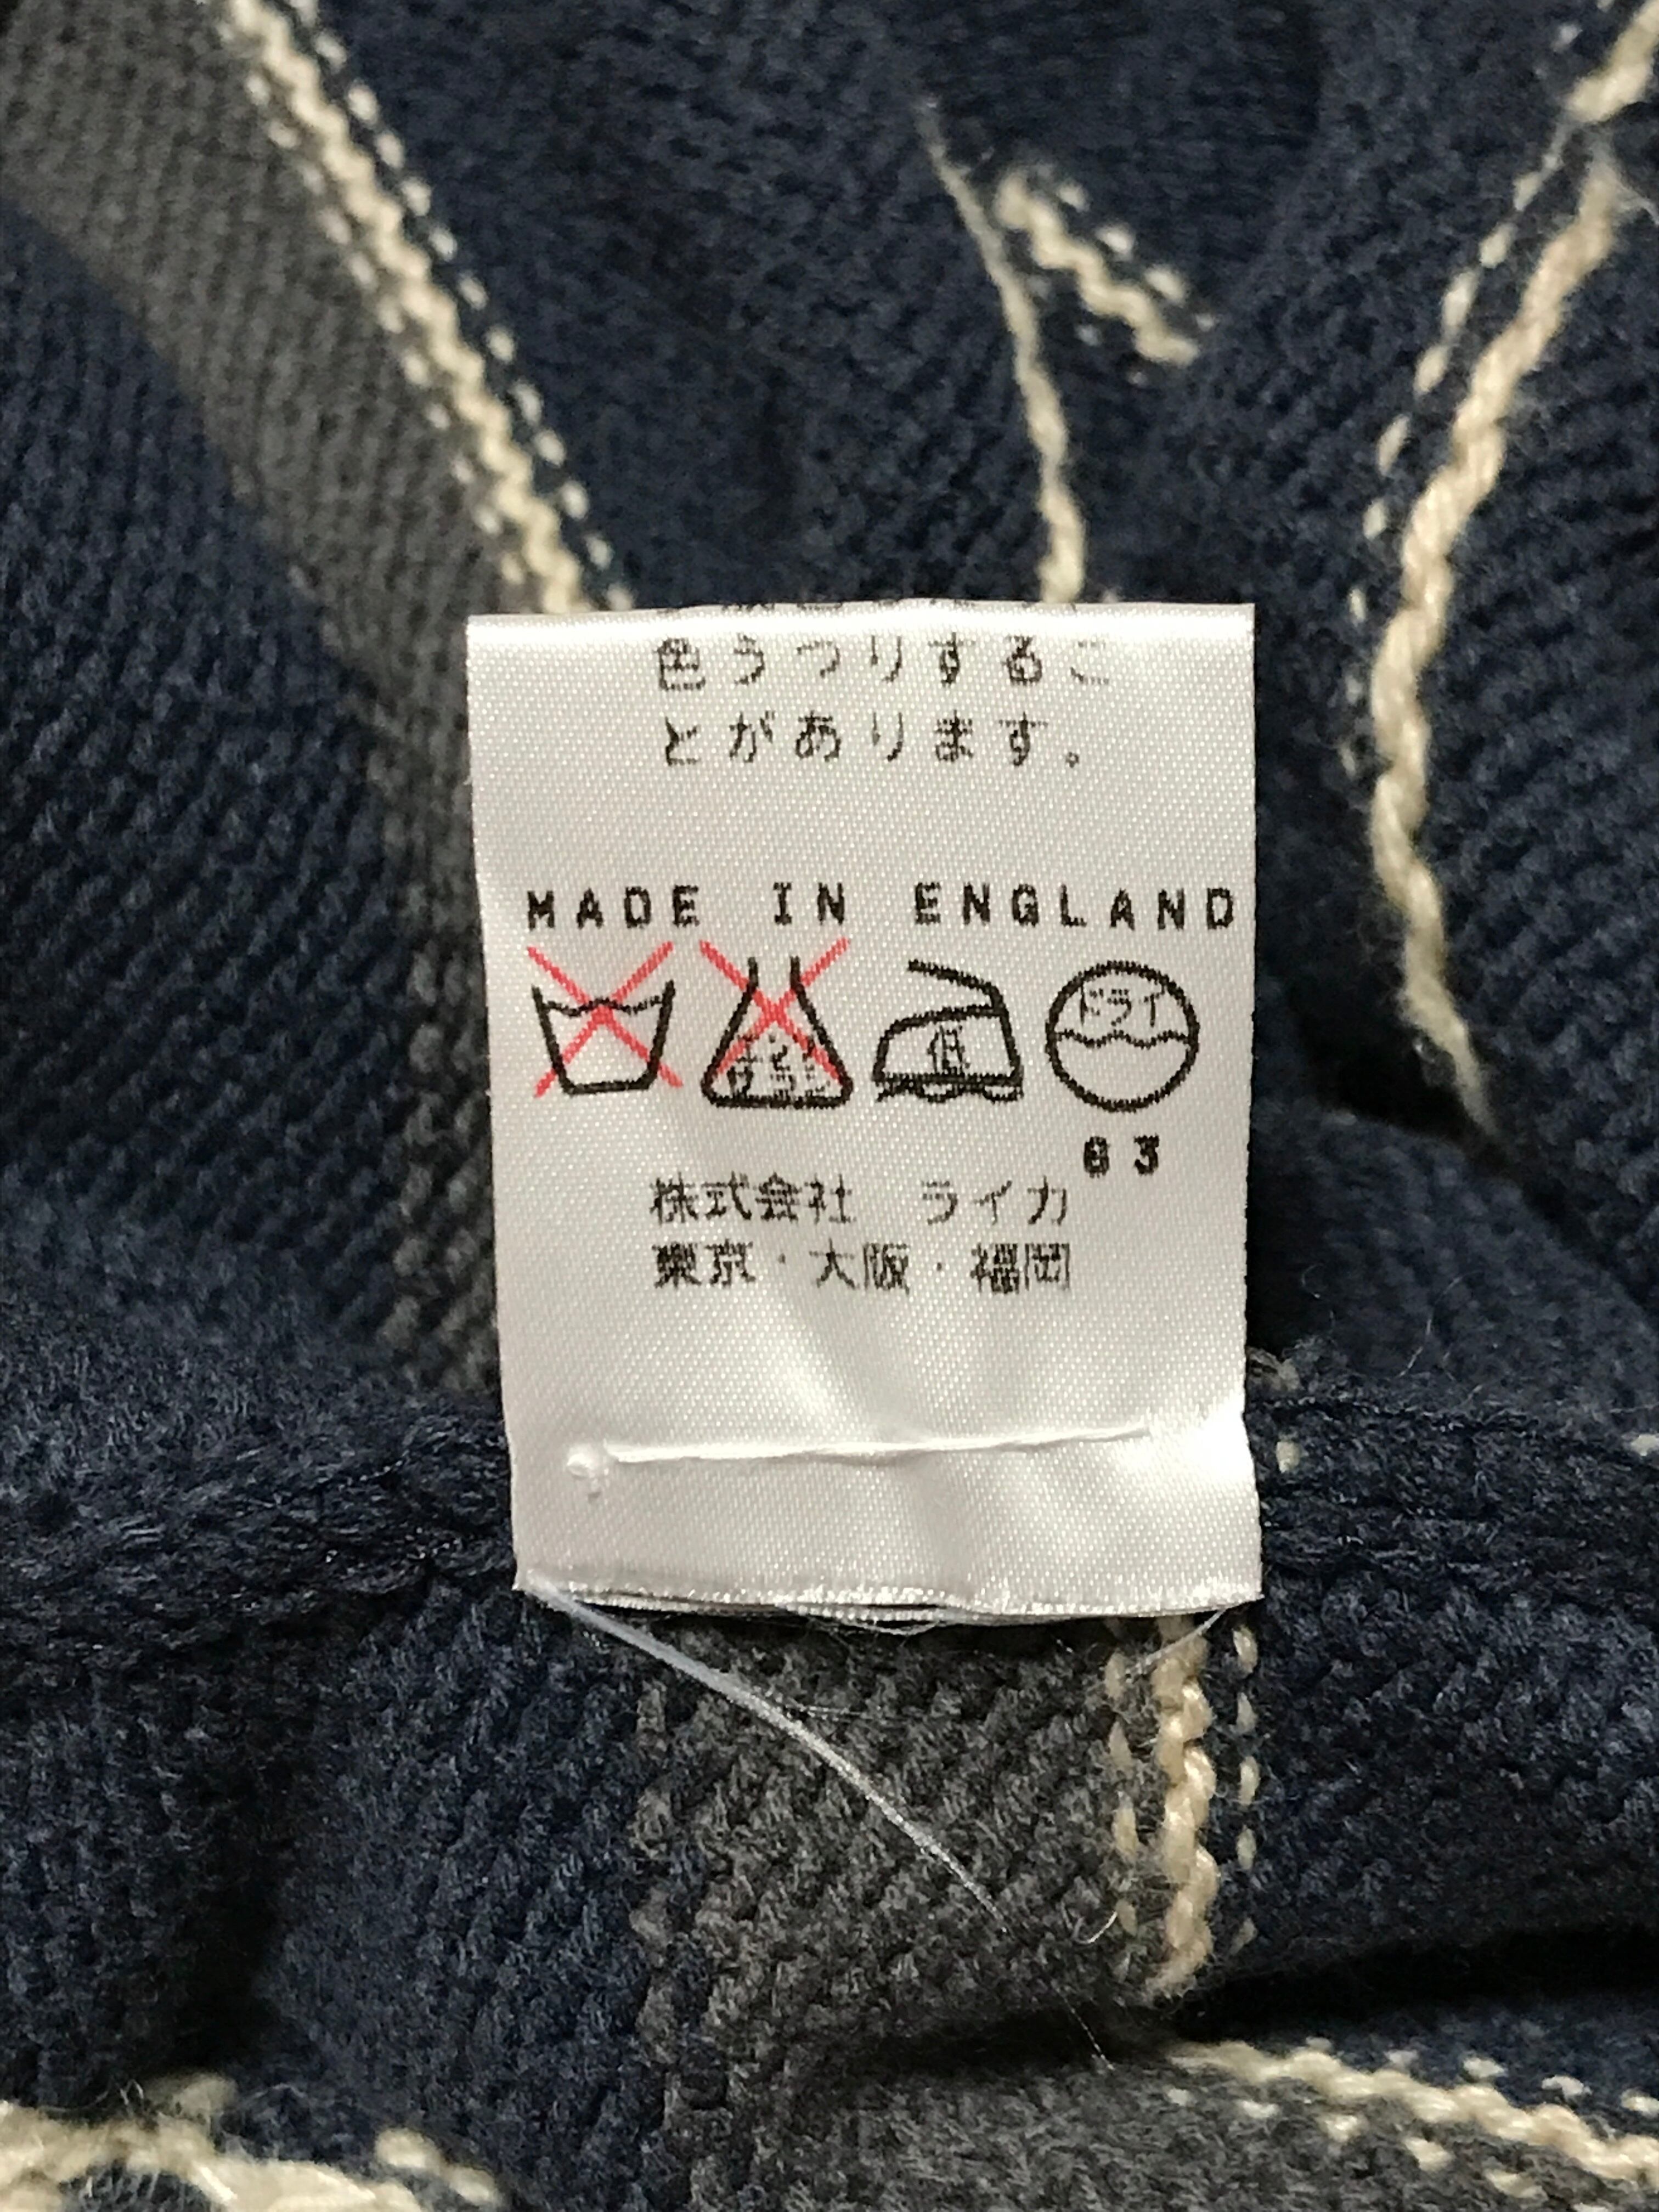 色うつりするこ
とがあります。
MADE IN ENGLAND
低 ドライ
03
株式会社 ライカ
東京・大阪・福岡